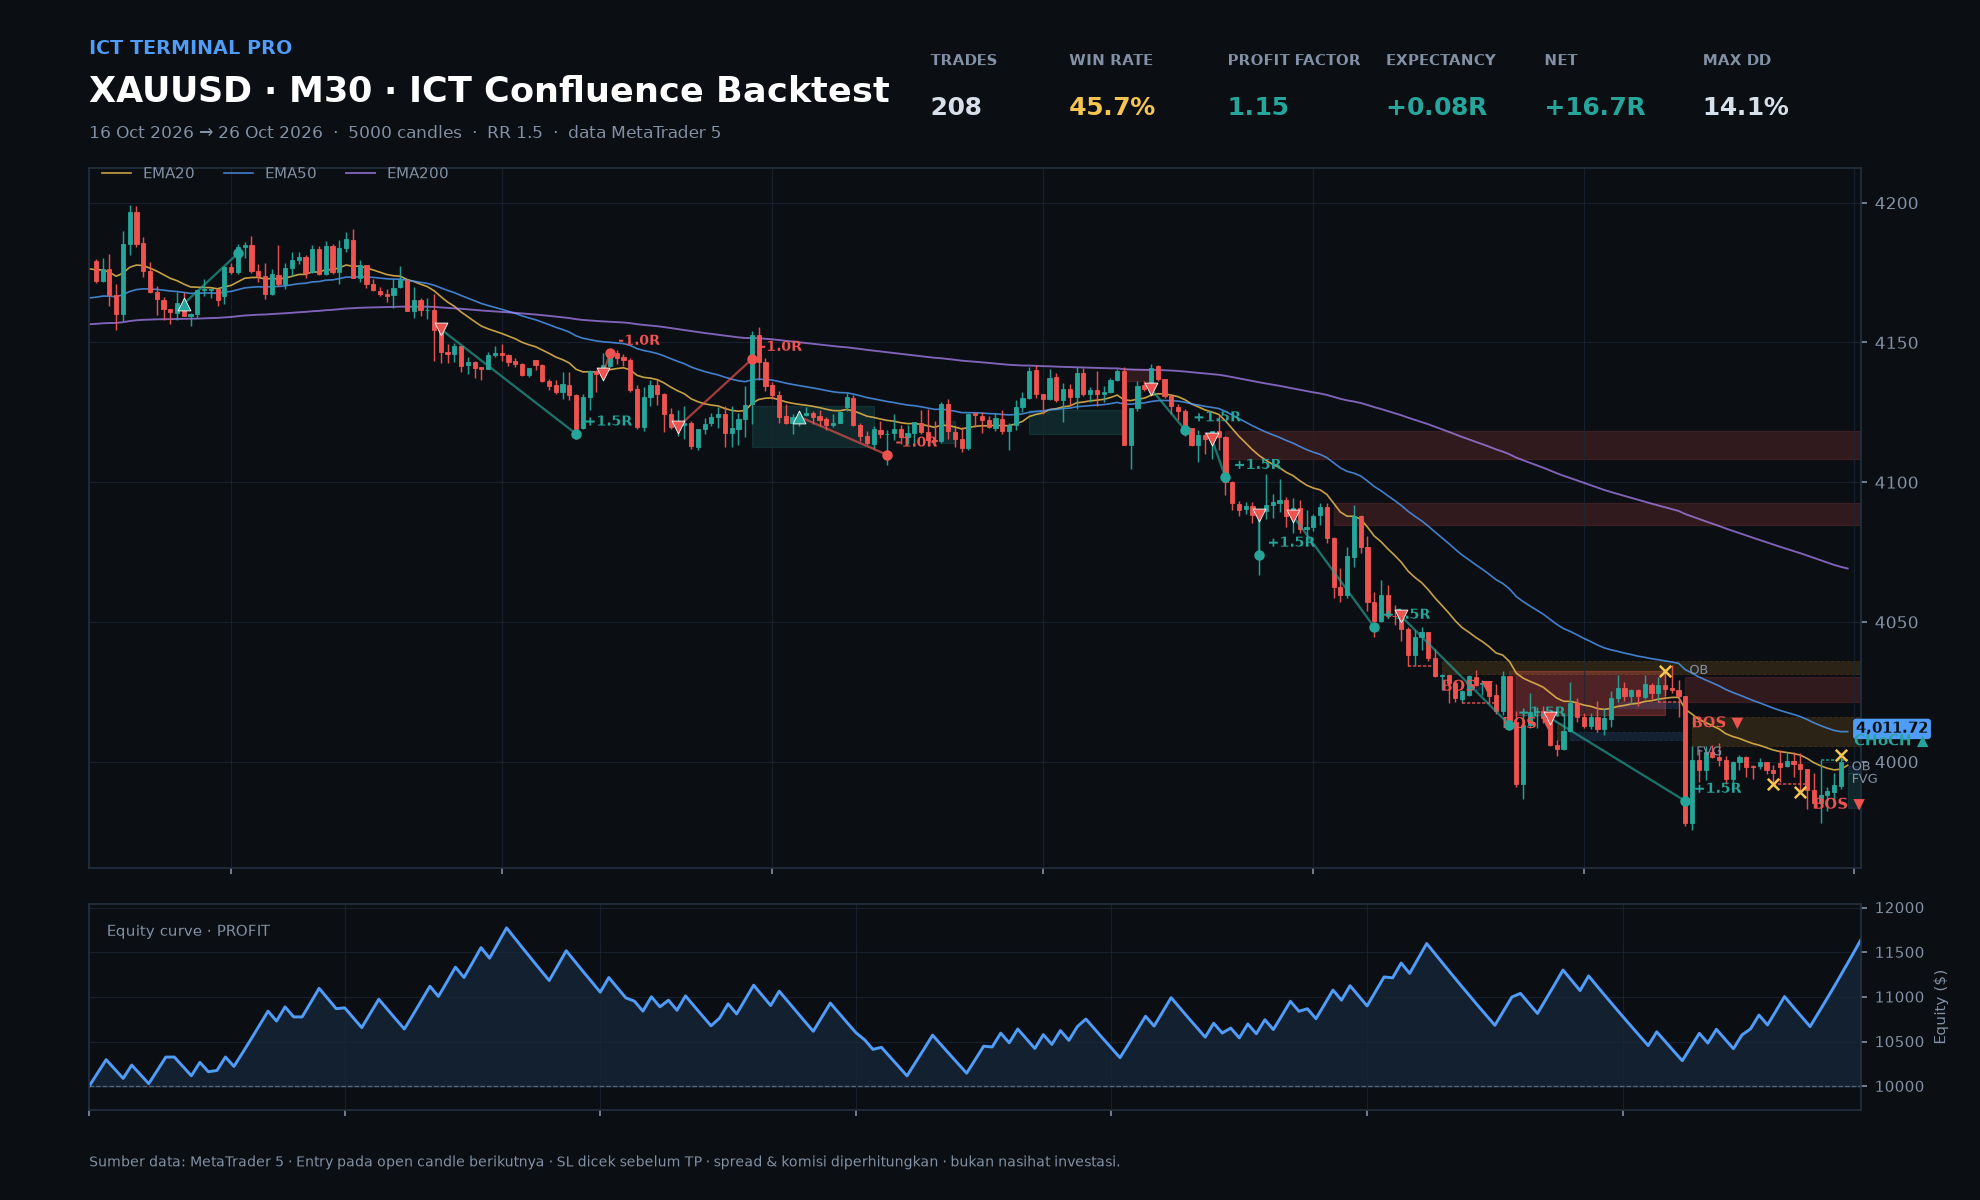 ICT TERMINAL PRO
XAUUSD · M30 · ICT Confluence Backtest
16 Oct 2026 → 26 Oct 2026 · 5000 candles · RR 1.5 · data MetaTrader 5
TRADES WIN RATE PROFIT FACTOR EXPECTANCY NET MAX DD
208 45.7% 1.15 +0.08R +16.7R 14.1%
EMA20 EMA50 EMA200
4200
-1.0R
-1.0R
4150
+1.5R
+1.5R
-1.0R
+1.5R
4100
+1.5R
+1.5R
4050
OB
BOS ▼
+1.5R
BOS ▼
BOS ▼
4,011.72
CHOCH ▲
FVG
4000
OB
FVG
+1.5R
BOS ▼
Equity curve · PROFIT
12000
11500
11000
10500
10000
Equity ($)
Sumber data: MetaTrader 5 · Entry pada open candle berikutnya · SL dicek sebelum TP · spread & komisi diperhitungkan · bukan nasihat investasi.